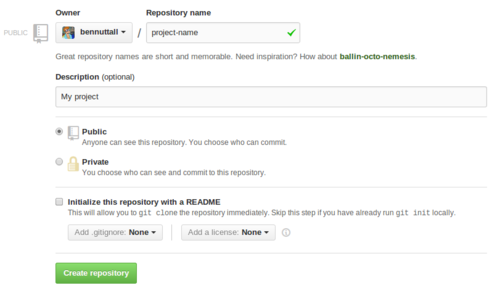 Owner Repository name
PUBLIC bennuttall / project-name
Great repository names are short and memorable. Need inspiration? How about ballin-octo-nemesis.
Description (optional)
My project
Public
Anyone can see this repository. You choose who can commit.
Private
You choose who can see and commit to this repository.
Initialize this repository with a README
This will allow you to git clone the repository immediately. Skip this step if you have already run git init locally.
Add .gitignore: None Add a license: None
Create repository